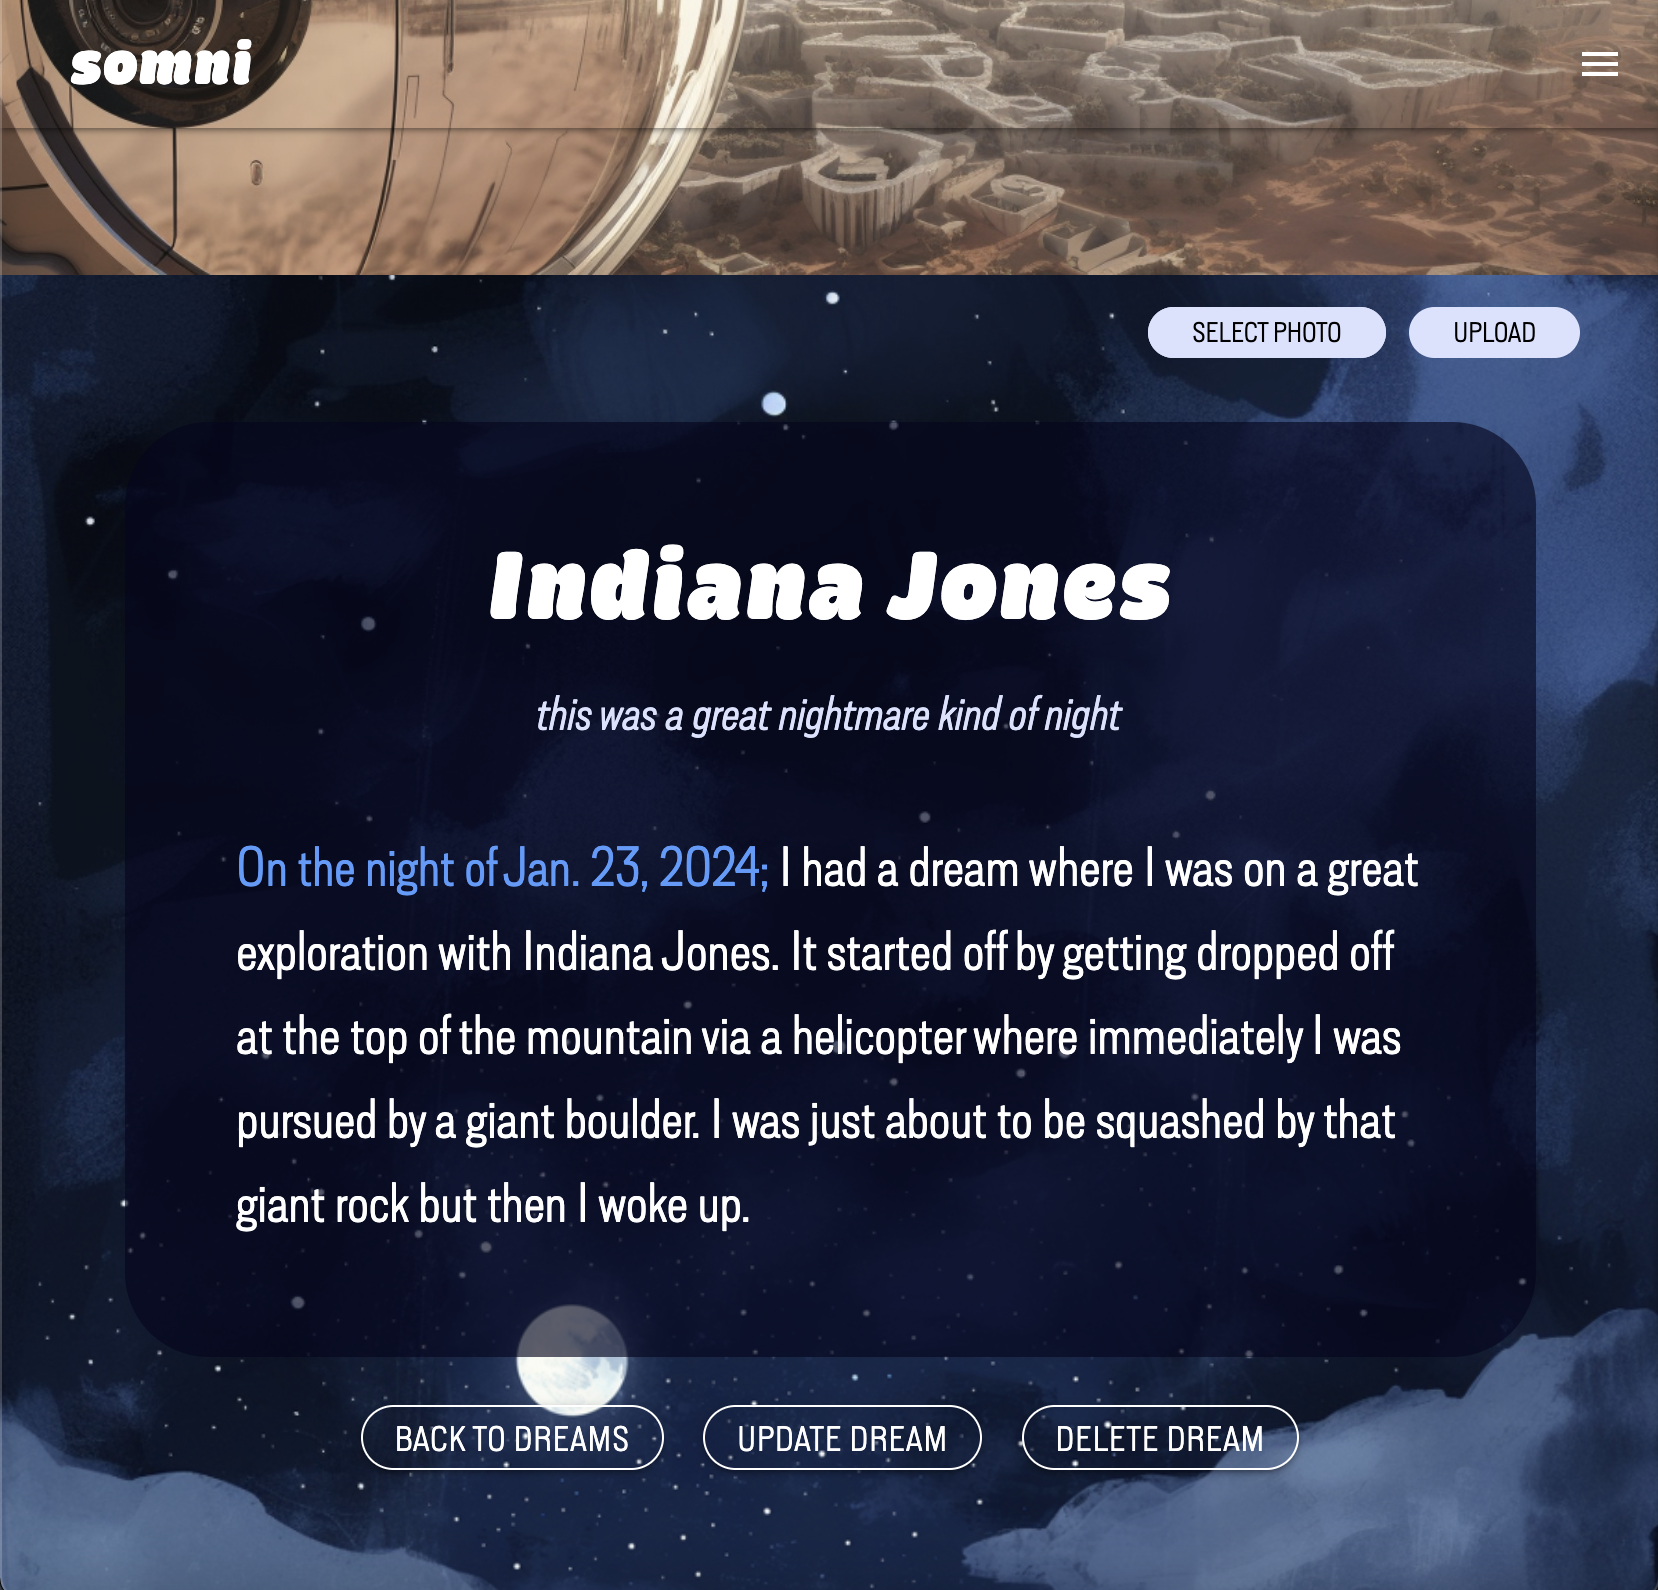 somni
SELECT PHOTO
UPLOAD
Indiana Jones
this was a great nightmare kind of night
On the night of Jan. 23, 2024; I had a dream where I was on a great
exploration with Indiana Jones. It started off by getting dropped off
at the top of the mountain via a helicopter where immediately I was
pursued by a giant boulder. I was just about to be squashed by that
giant rock but then I woke up.
BACK TO DREAMS
UPDATE DREAM
DELETE DREAM